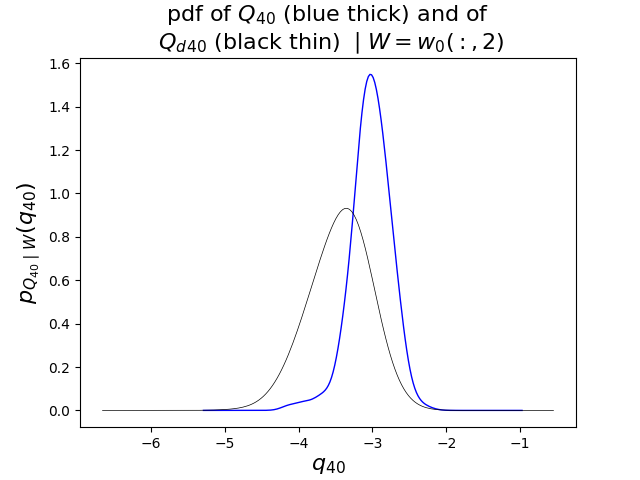 pdf of Q40 (blue thick) and of
Qd40 (black thin) | W = w0(:, 2)
pQ40 | W(q40)
1.6
1.4
1.2
1.0
0.8
0.6
0.4
0.2
0.0
−6 −5 −4 −3 −2 −1
q40